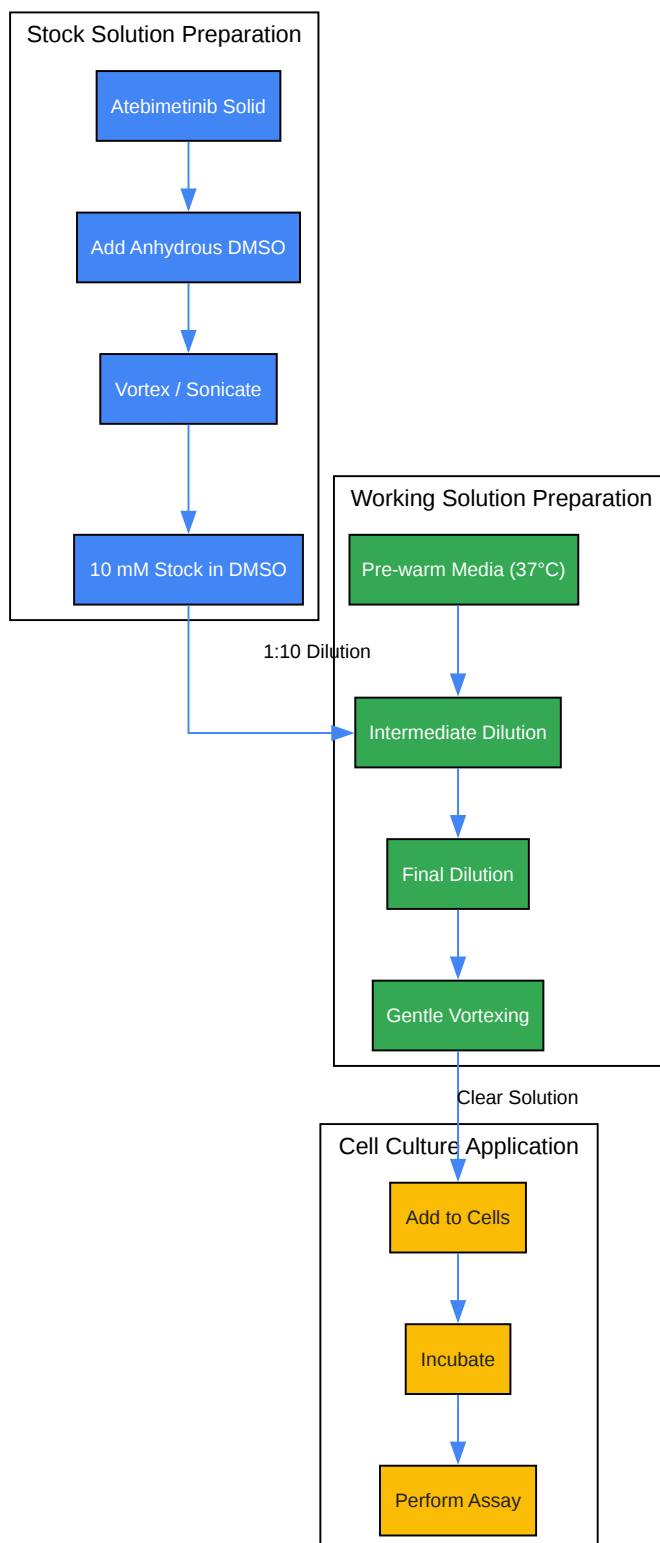 Stock Solution Preparation
Atebimetinib Solid
Add Anhydrous DMSO
Vortex / Sonicate
10 mM Stock in DMSO
1:10 Dilution
Working Solution Preparation
Pre-warm Media (37°C)
Intermediate Dilution
Final Dilution
Gentle Vortexing
Clear Solution
Cell Culture Application
Add to Cells
Incubate
Perform Assay